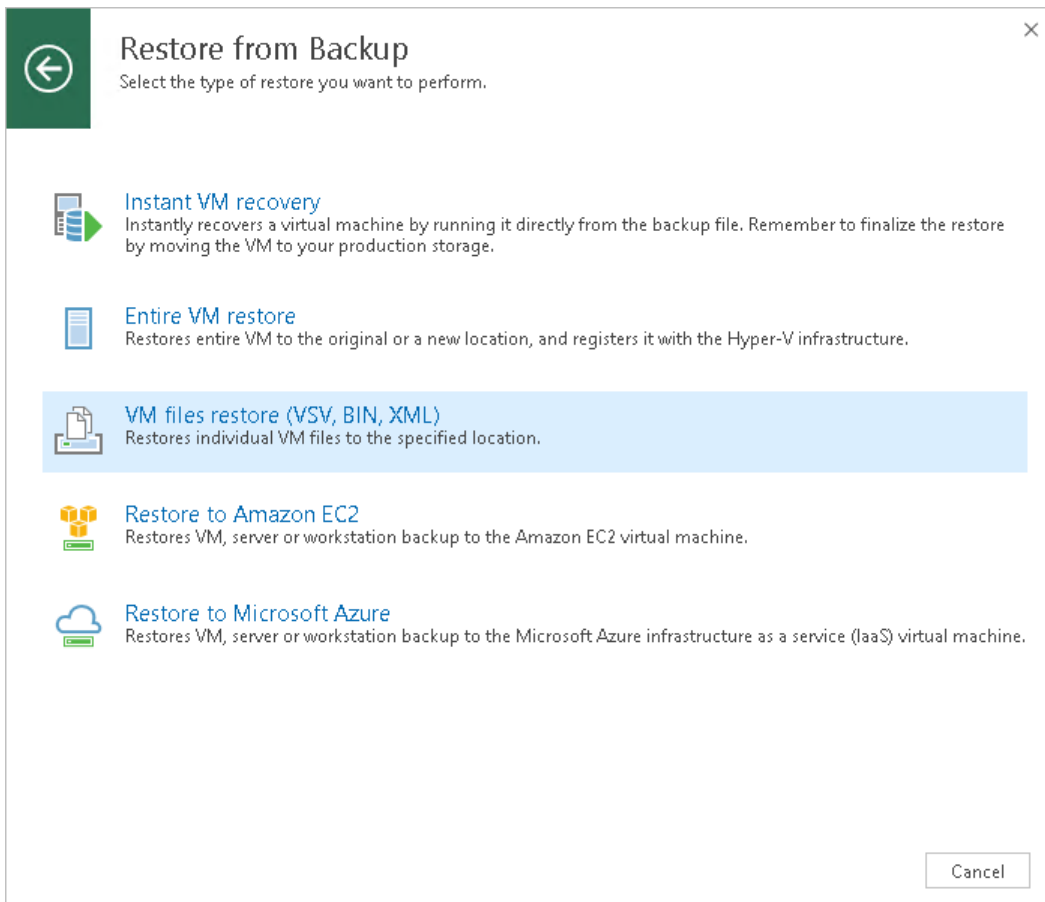 Restore from Backup
Select the type of restore you want to perform.
Instant VM recovery
Instantly recovers a virtual machine by running it directly from the backup file. Remember to finalize the restore
by moving the VM to your production storage.
Entire VM restore
Restores entire VM to the original or a new location, and registers it with the Hyper-V infrastructure.
VM files restore (VSV, BIN, XML)
Restores individual VM files to the specified location.
Restore to Amazon EC2
Restores VM, server or workstation backup to the Amazon EC2 virtual machine.
Restore to Microsoft Azure
Restores VM, server or workstation backup to the Microsoft Azure infrastructure as a service (IaaS) virtual machine.
Cancel